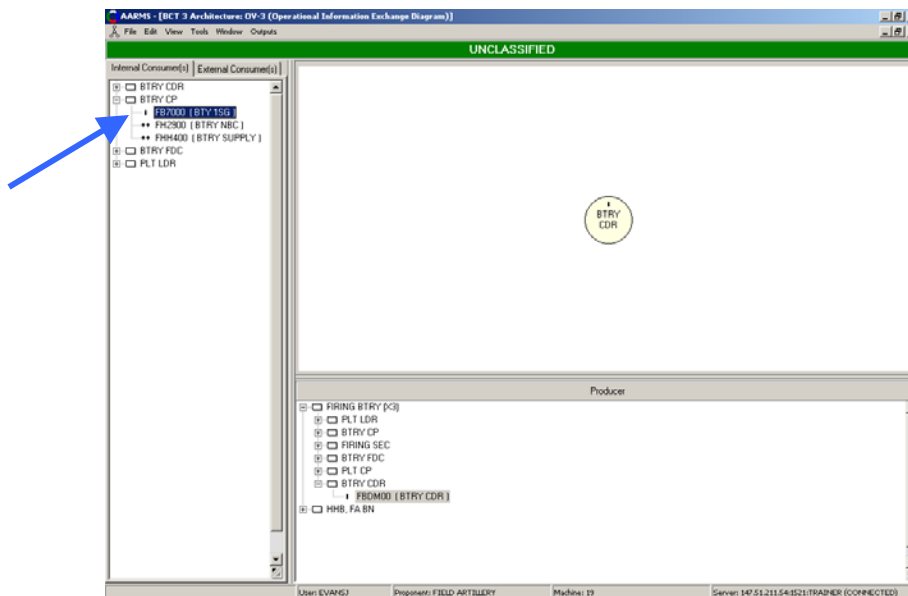 AARMS - [BCT 3 Architecture: OV-3 (Operational Information Exchange Diagram)]
File Edit View Tools Window Outputs
UNCLASSIFIED
Internal Consumer(s) External Consumer(s)
BTRY CDR
BTRY CP
FB7000 ( BTY 1SG )
FH2900 ( BTRY NBC )
FHH400 ( BTRY SUPPLY )
BTRY FDC
PLT LDR
BTRY
CDR
Producer
FIRING BTRY (X3)
PLT LDR
BTRY CP
FIRING SEC
BTRY FDC
PLT CP
BTRY CDR
FBDM00 ( BTRY CDR )
HHB, FA BN
User: EVANSJ Proponent: FIELD ARTILLERY Machine: 19 Server: 147.51.211.54:1521:TRAINER (CONNECTED)